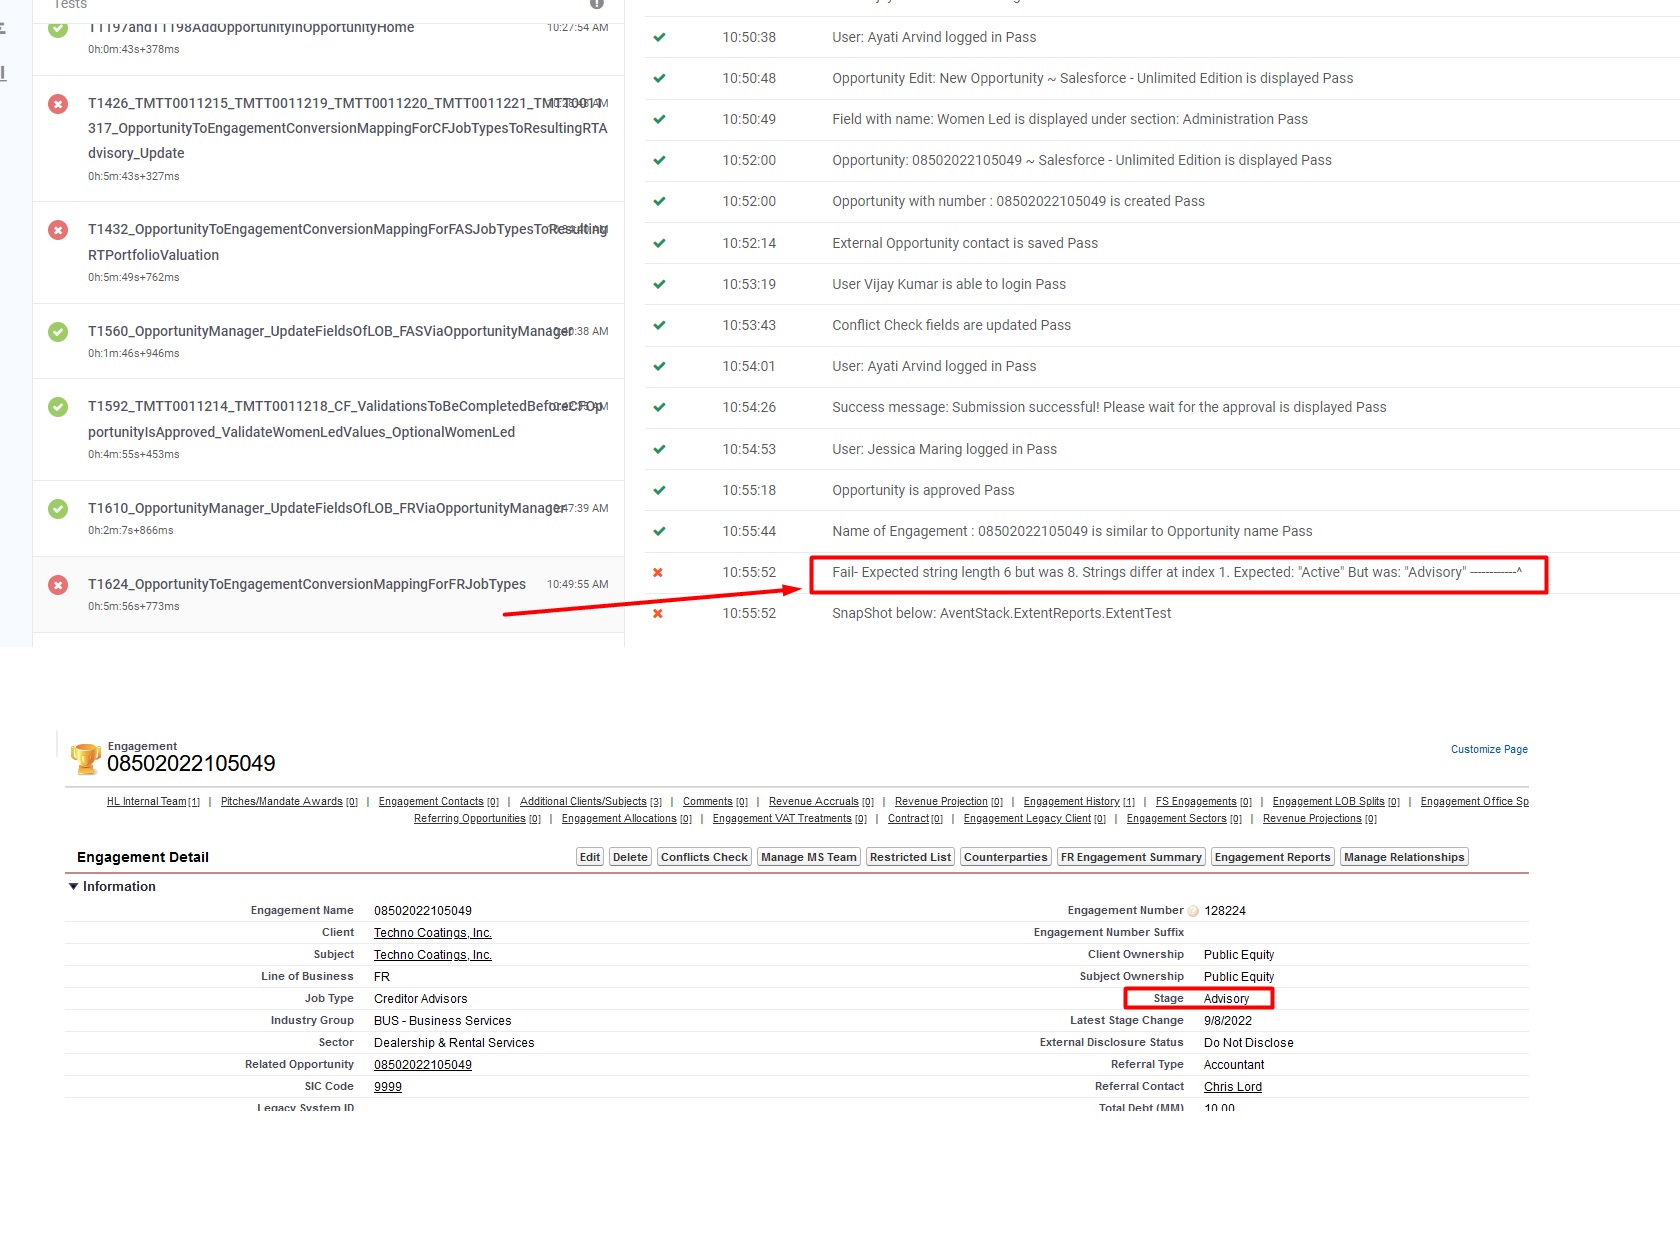 Tests
T1197andT1198AddOpportunityInOpportunityHome
10:27:54 AM
0h:0m:43s+378ms
T1426_TMTT0011215_TMTT0011219_TMTT0011220_TMTT0011221_TMTT0011
317_OpportunityToEngagementConversionMappingForCFJobTypesToResultingRTA
dvisory_Update
0h:5m:43s+327ms
T1432_OpportunityToEngagementConversionMappingForFASJobTypesToResulting
RTPortfolioValuation
0h:5m:49s+762ms
T1560_OpportunityManager_UpdateFieldsOfLOB_FASViaOpportunityManager
10:40:38 AM
0h:1m:46s+946ms
T1592_TMTT0011214_TMTT0011218_CF_ValidationsToBeCompletedBeforeCFOp
portunityIsApproved_ValidateWomenLedValues_OptionalWomenLed
0h:4m:55s+453ms
T1610_OpportunityManager_UpdateFieldsOfLOB_FRViaOpportunityManager
10:47:39 AM
0h:2m:7s+866ms
T1624_OpportunityToEngagementConversionMappingForFRJobTypes
10:49:55 AM
0h:5m:56s+773ms
10:50:38 User: Ayati Arvind logged in Pass
10:50:48 Opportunity Edit: New Opportunity ~ Salesforce - Unlimited Edition is displayed Pass
10:50:49 Field with name: Women Led is displayed under section: Administration Pass
10:52:00 Opportunity: 08502022105049 ~ Salesforce - Unlimited Edition is displayed Pass
10:52:00 Opportunity with number : 08502022105049 is created Pass
10:52:14 External Opportunity contact is saved Pass
10:53:19 User Vijay Kumar is able to login Pass
10:53:43 Conflict Check fields are updated Pass
10:54:01 User: Ayati Arvind logged in Pass
10:54:26 Success message: Submission successful! Please wait for the approval is displayed Pass
10:54:53 User: Jessica Maring logged in Pass
10:55:18 Opportunity is approved Pass
10:55:44 Name of Engagement : 08502022105049 is similar to Opportunity name Pass
10:55:52 Fail- Expected string length 6 but was 8. Strings differ at index 1. Expected: "Active" But was: "Advisory" ------------^
10:55:52 SnapShot below: AventStack.ExtentReports.ExtentTest
Engagement
08502022105049
Customize Page
HL Internal Team [1] | Pitches/Mandate Awards [0] | Engagement Contacts [0] | Additional Clients/Subjects [3] | Comments [0] | Revenue Accruals [0] | Revenue Projection [0] | Engagement History [1] | FS Engagements [0] | Engagement LOB Splits [0] | Engagement Office Sp
Referring Opportunities [0] | Engagement Allocations [0] | Engagement VAT Treatments [0] | Contract [0] | Engagement Legacy Client [0] | Engagement Sectors [0] | Revenue Projections [0]
Engagement Detail
Edit Delete Conflicts Check Manage MS Team Restricted List Counterparties FR Engagement Summary Engagement Reports Manage Relationships
Information
Engagement Name 08502022105049 Engagement Number 128224
Client Techno Coatings, Inc. Engagement Number Suffix
Subject Techno Coatings, Inc. Client Ownership Public Equity
Line of Business FR Subject Ownership Public Equity
Job Type Creditor Advisors Stage Advisory
Industry Group BUS - Business Services Latest Stage Change 9/8/2022
Sector Dealership & Rental Services External Disclosure Status Do Not Disclose
Related Opportunity 08502022105049 Referral Type Accountant
SIC Code 9999 Referral Contact Chris Lord
Legacy System ID Total Debt (MM) 10.00